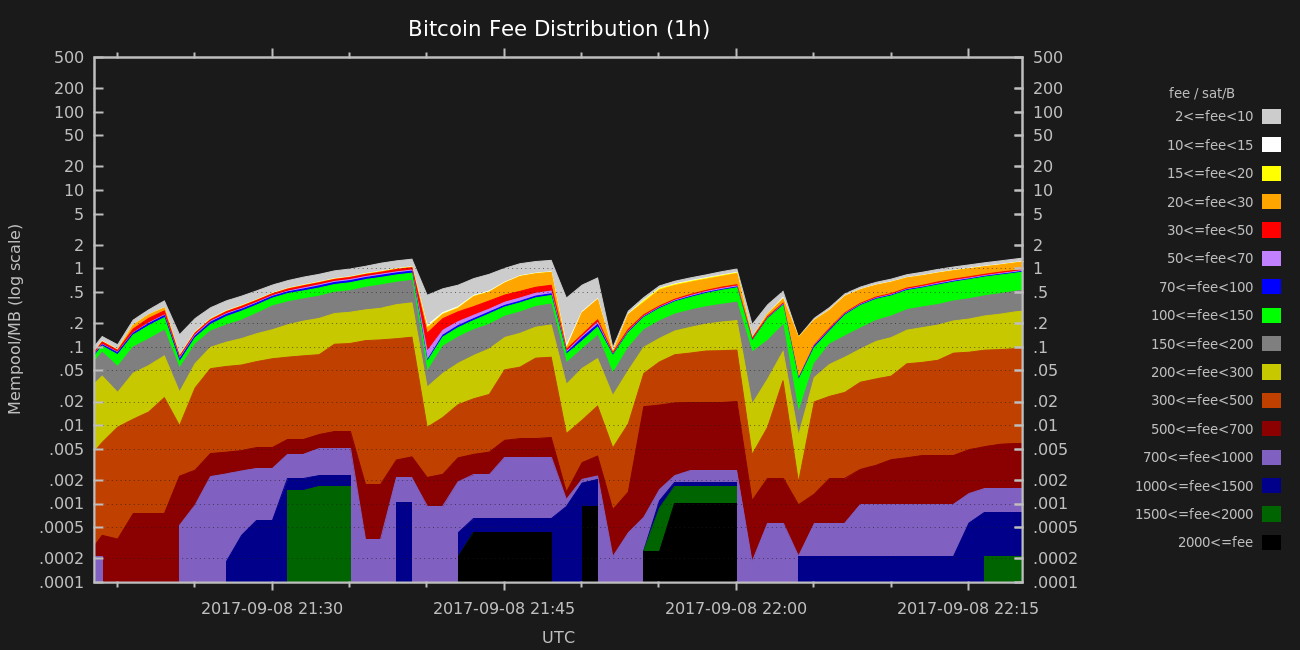 Bitcoin Fee Distribution (1h)
Mempool/MB (log scale)
500
200
100
50
20
10
5
2
1
.5
.2
.1
.05
.02
.01
.005
.002
.001
.0005
.0002
.0001
500
200
100
50
20
10
5
2
1
.5
.2
.1
.05
.02
.01
.005
.002
.001
.0005
.0002
.0001
fee / sat/B
2<=fee<10
10<=fee<15
15<=fee<20
20<=fee<30
30<=fee<50
50<=fee<70
70<=fee<100
100<=fee<150
150<=fee<200
200<=fee<300
300<=fee<500
500<=fee<700
700<=fee<1000
1000<=fee<1500
1500<=fee<2000
2000<=fee
2017-09-08 21:30 2017-09-08 21:45 2017-09-08 22:00 2017-09-08 22:15
UTC